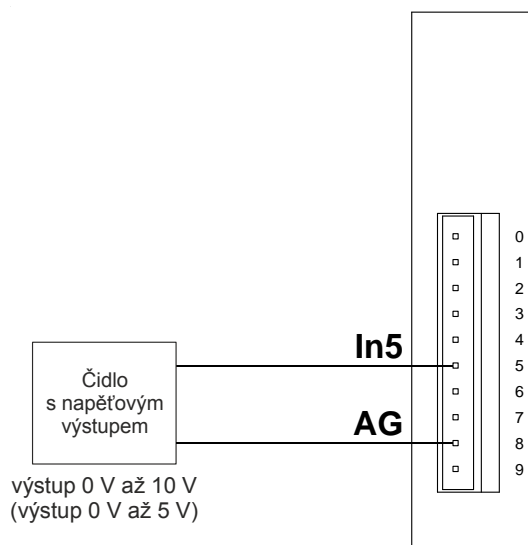 0
1
2
3
4
In5
5
Čidlo
s napěťovým
výstupem
6
7
AG
8
9
výstup 0 V až 10 V
(výstup 0 V až 5 V)